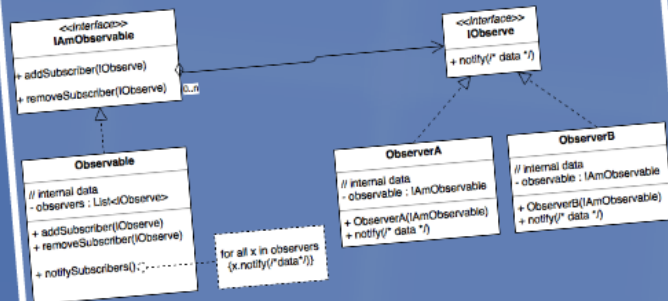 <<interface>>
IAmObservable
+ addSubscriber(IObserve)
+ removeSubscriber(IObserve)
0..n
<<interface>>
IObserve
+ notify(/* data */)
Observable
// internal data
- observers : List<IObserve>
+ addSubscriber(IObserve)
+ removeSubscriber(IObserve)
+ notifySubscribers()
for all x in observers
{x.notify(/*data*/)}
ObserverA
// internal data
- observable : IAmObservable
+ ObserverA(IAmObservable)
+ notify(/* data */)
ObserverB
// internal data
- observable : IAmObservable
+ ObserverB(IAmObservable)
+ notify(/* data */)